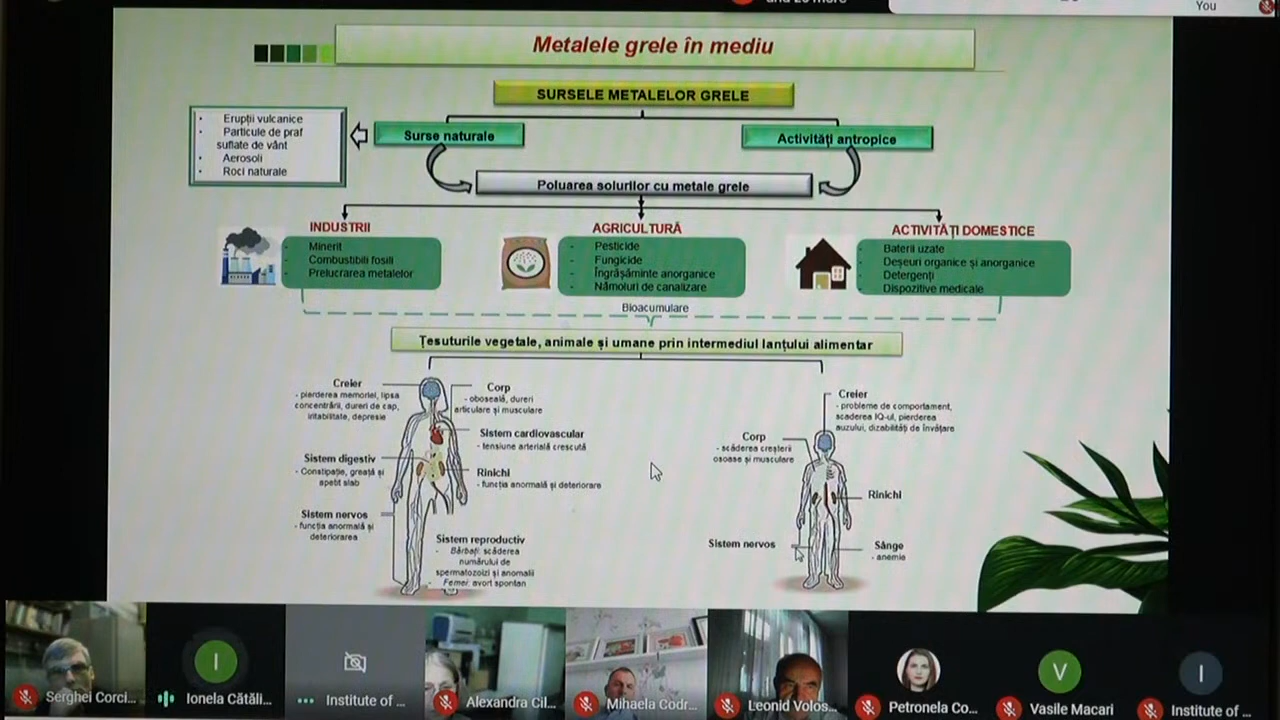 and 26 more
You
Metalele grele în mediu
SURSELE METALELOR GRELE
Surse naturale
Activități antropice
• Erupții vulcanice
• Particule de praf
suflate de vânt
• Aerosoli
• Roci naturale
Poluarea solurilor cu metale grele
INDUSTRII
- Minerit
- Combustibili fosili
- Prelucrarea metalelor
AGRICULTURĂ
- Pesticide
- Fungicide
- Îngrășăminte anorganice
- Nămoluri de canalizare
ACTIVITĂȚI DOMESTICE
- Baterii uzate
- Deșeuri organice și anorganice
- Detergenți
- Dispozitive medicale
Bioacumulare
Țesuturile vegetale, animale și umane prin intermediul lanțului alimentar
Creier
- pierderea memoriei, lipsa
concentrării, dureri de cap,
iritabilitate, depresie
Corp
- oboseală, dureri
articulare și musculare
Sistem cardiovascular
- tensiune arterială crescută
Sistem digestiv
- Constipație, greață și
apetit slab
Rinichi
- funcția anormală și deteriorare
Sistem nervos
- funcția anormală și
deteriorarea
Sistem reproductiv
- Bărbați: scăderea
numărului de
spermatozoizi și anomalii
- Femei: avort spontan
Creier
- probleme de comportament,
scaderea IQ-ul, pierderea
auzului, dizabilități de învățare
Corp
- scăderea creșterii
osoase și musculare
Rinichi
Sistem nervos
Sânge
- anemie
Serghei Corci...
I
Ionela Cătăli...
Institute of ...
Alexandra Cil...
Mihaela Codr...
Leonid Volos...
Petronela Co...
V
Vasile Macari
I
Institute of ...